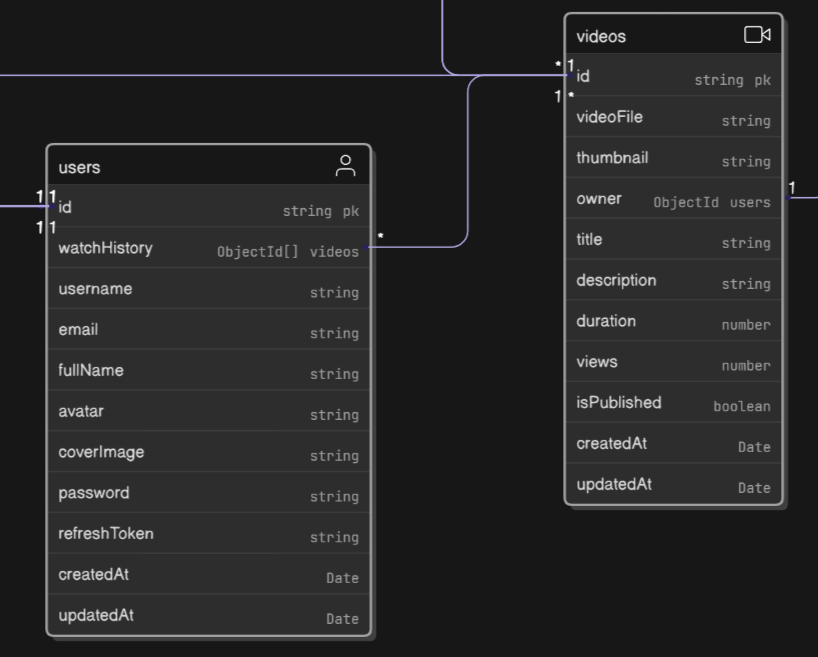 videos
* 1
id string pk
1 *
videoFile string
thumbnail string
owner ObjectId users
1
title string
description string
duration number
views number
isPublished boolean
createdAt Date
updatedAt Date
users
1 1
id string pk
1 1
watchHistory ObjectId[] videos
*
username string
email string
fullName string
avatar string
coverImage string
password string
refreshToken string
createdAt Date
updatedAt Date